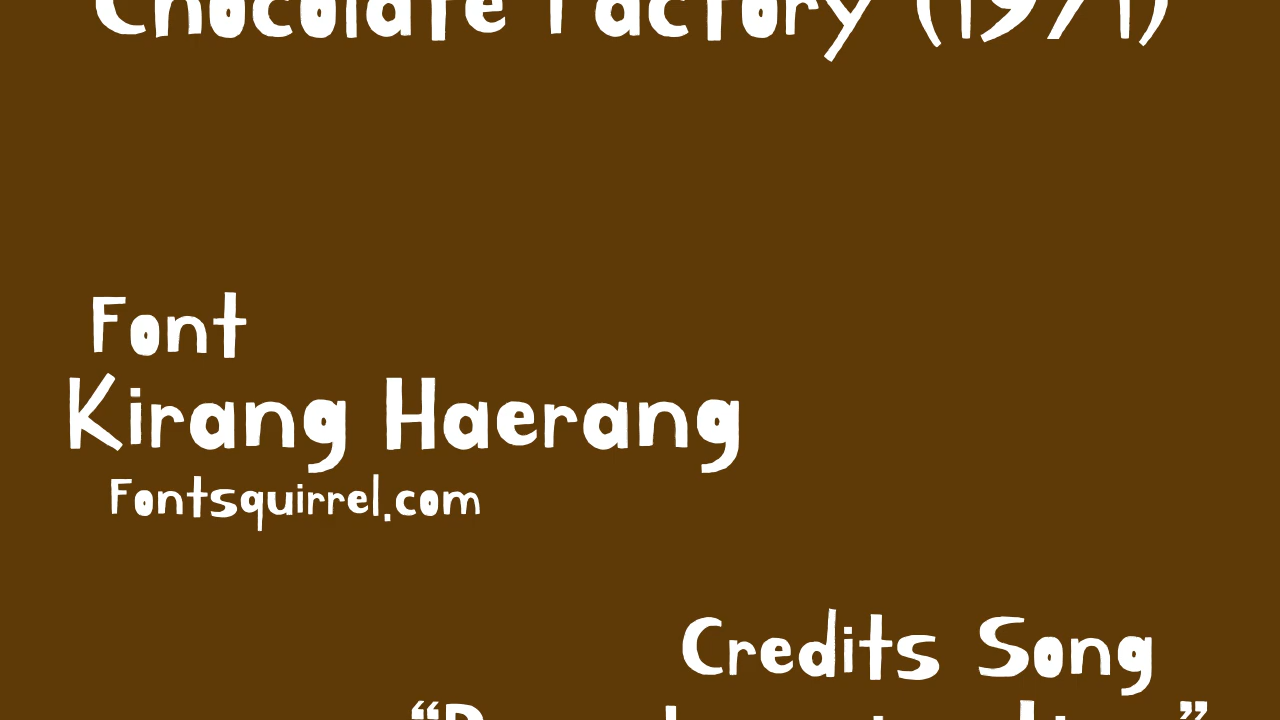 Chocolate Factory (1971)
Font
Kirang Haerang
Fontsquirrel.com
Credits Song